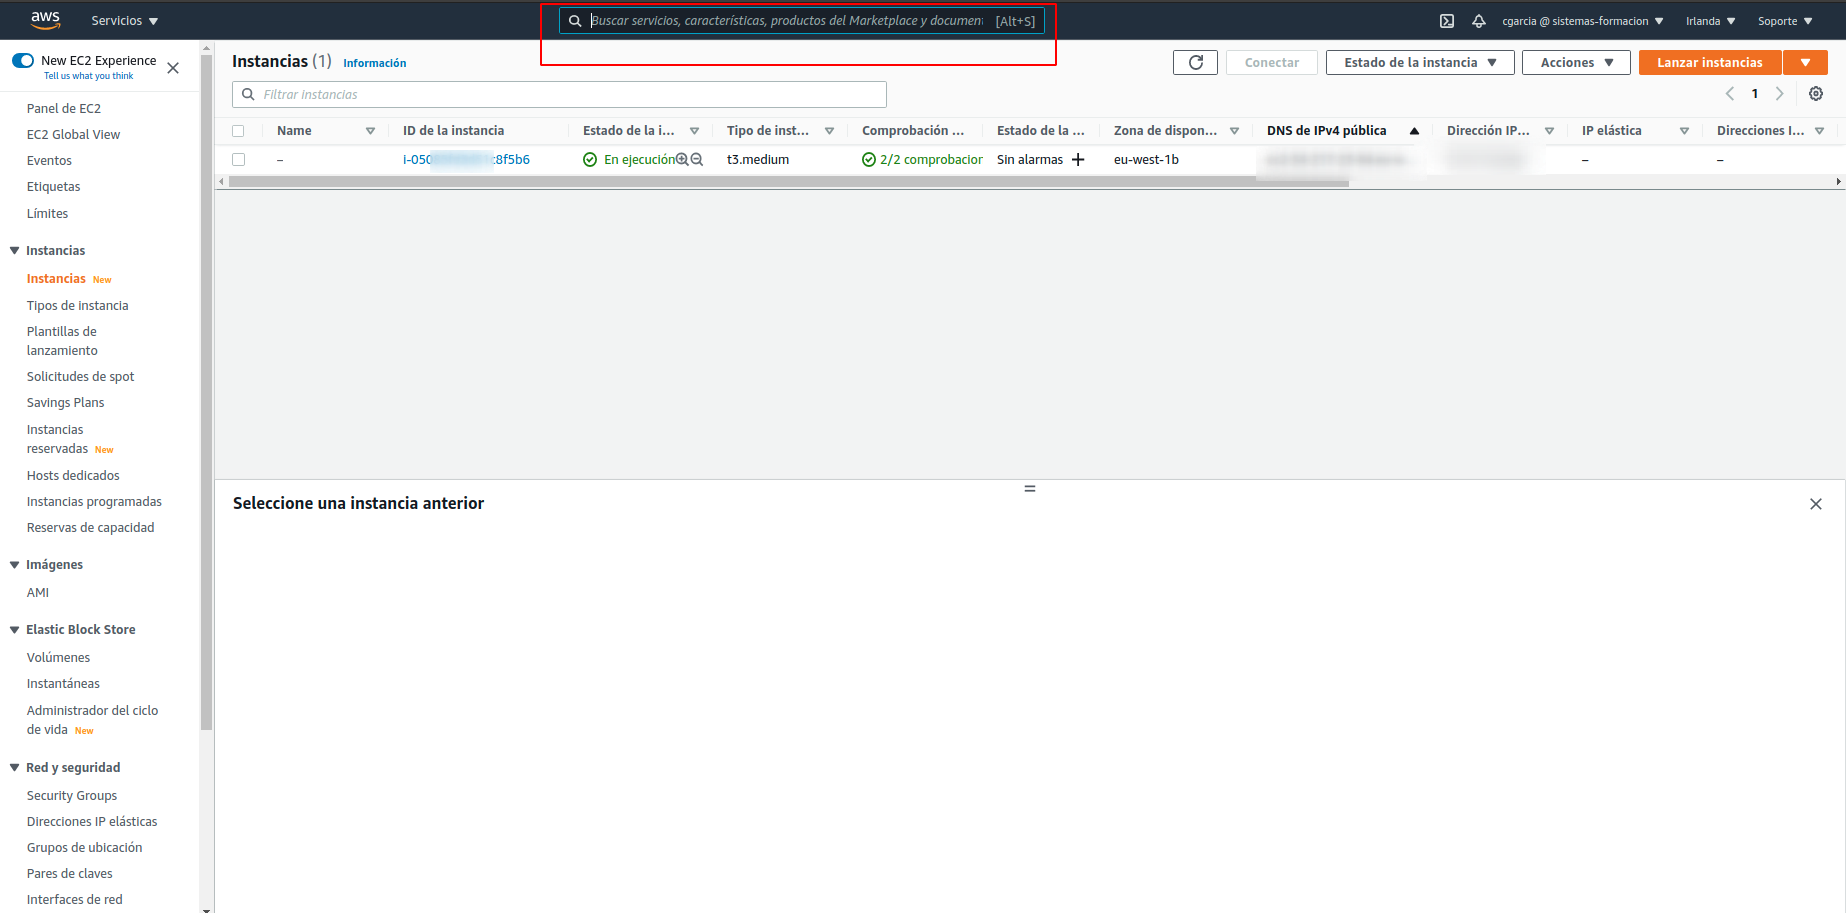 aws Servicios Buscar servicios, características, productos del Marketplace y documen [Alt+S] cgarcia @ sistemas-formacion Irlanda Soporte
New EC2 Experience
Tell us what you think
Panel de EC2
EC2 Global View
Eventos
Etiquetas
Límites
Instancias
Instancias New
Tipos de instancia
Plantillas de
lanzamiento
Solicitudes de spot
Savings Plans
Instancias
reservadas New
Hosts dedicados
Instancias programadas
Reservas de capacidad
Imágenes
AMI
Elastic Block Store
Volúmenes
Instantáneas
Administrador del ciclo
de vida New
Red y seguridad
Security Groups
Direcciones IP elásticas
Grupos de ubicación
Pares de claves
Interfaces de red
Instancias (1) Información Conectar Estado de la instancia Acciones Lanzar instancias
Filtrar instancias 1
Name ID de la instancia Estado de la i... Tipo de inst... Comprobación ... Estado de la ... Zona de dispon... DNS de IPv4 pública Dirección IP... IP elástica Direcciones I...
– i-050 c8f5b6 En ejecución t3.medium 2/2 comprobacior Sin alarmas + eu-west-1b – –
Seleccione una instancia anterior